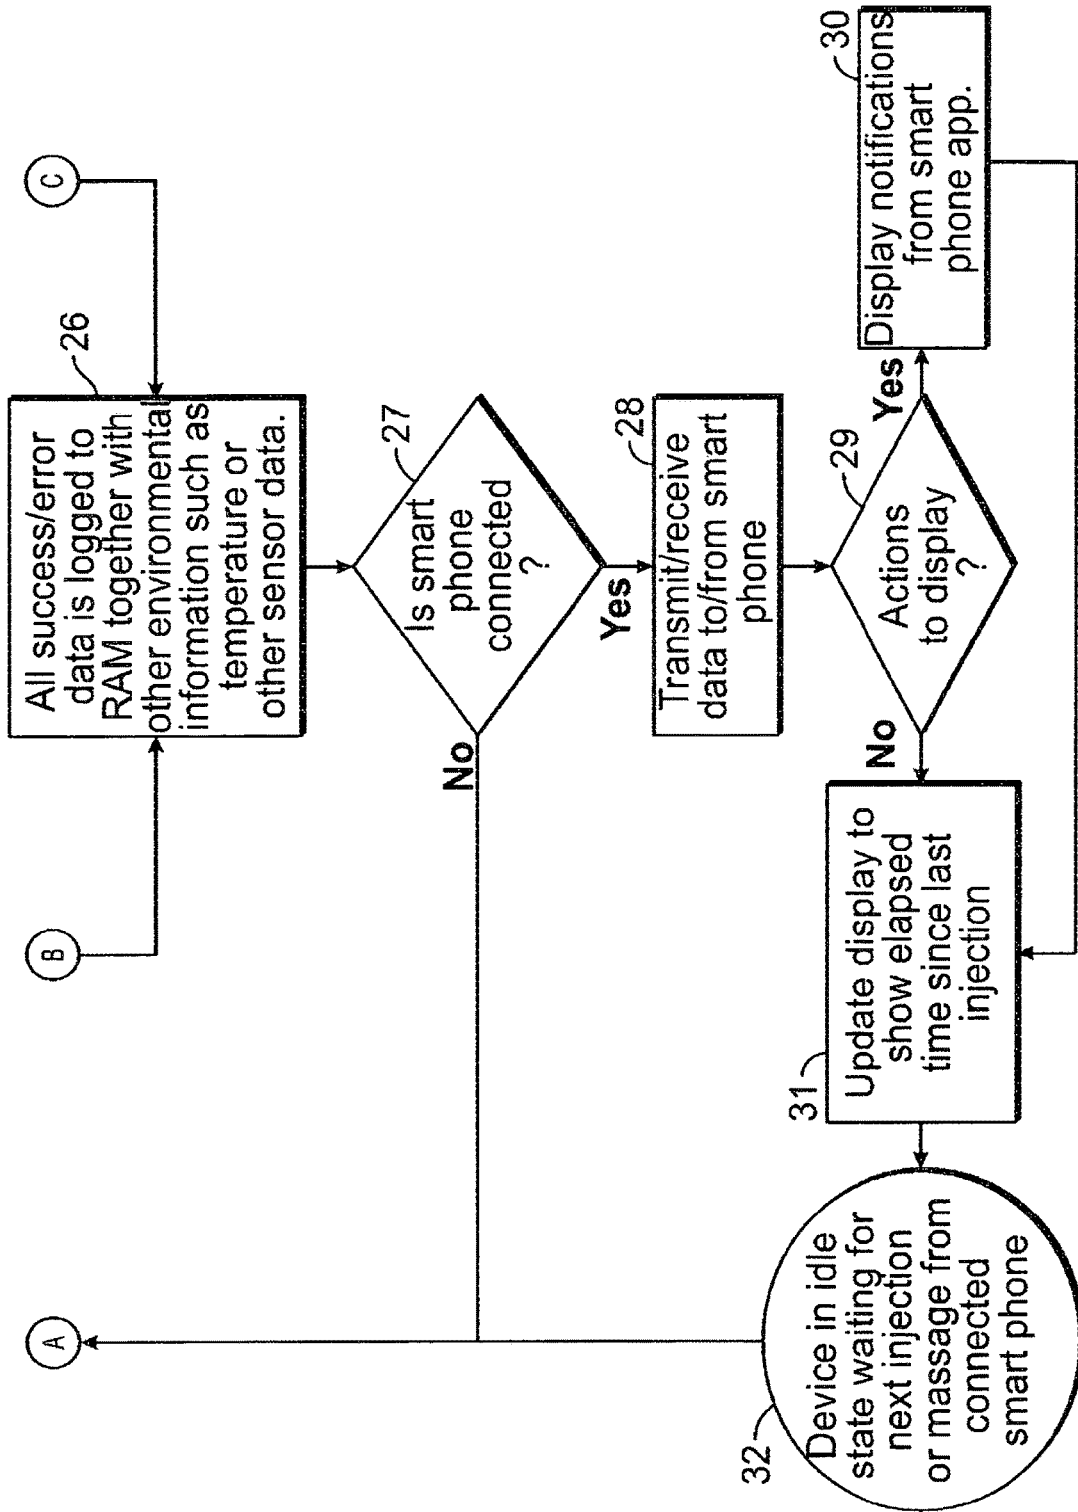 C
B
A
26
All success/error
data is logged to
RAM together with
other environmental
information such as
temperature or
other sensor data.
27
Is smart
phone
connected
?
No
Yes
28
Transmit/receive
data to/from smart
phone
29
Actions
to display
?
Yes
No
30
Display notifications
from smart
phone app.
31
Update display to
show elapsed
time since last
injection
32
Device in idle
state waiting for
next injection
or massage from
connected
smart phone